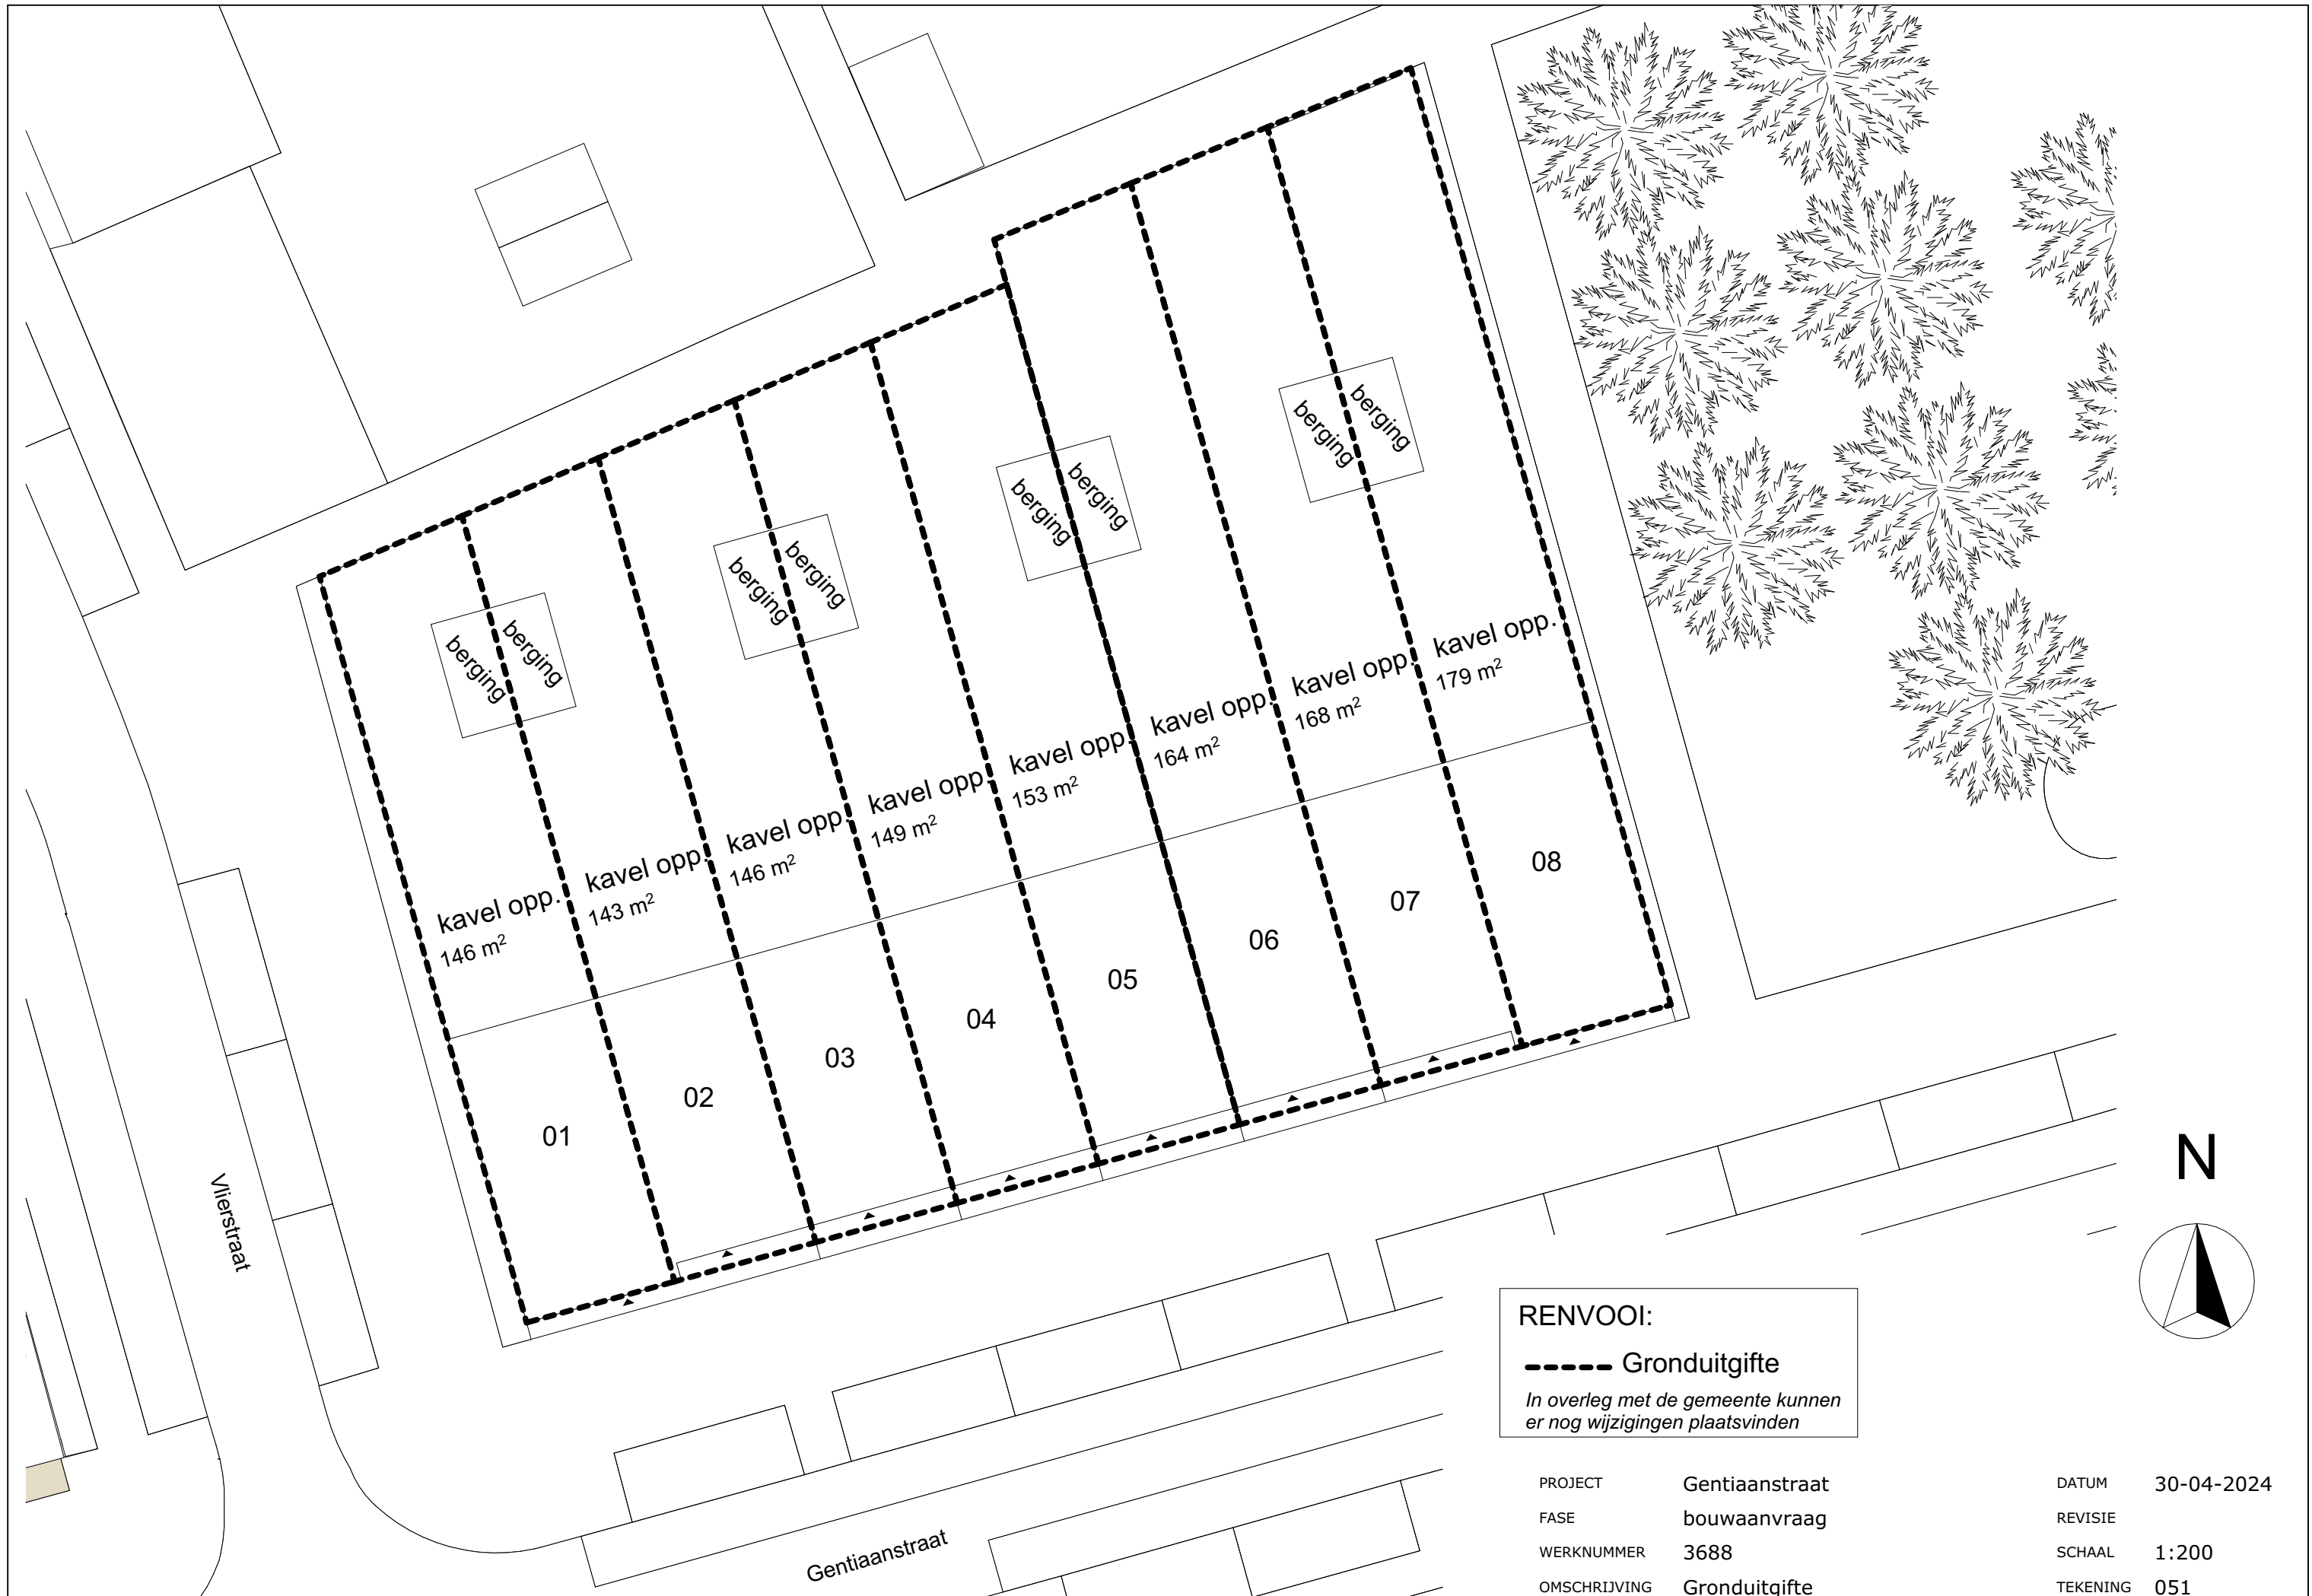 berging
berging
berging
berging
berging
berging
berging
berging
kavel opp.
146 m²
kavel opp.
143 m²
kavel opp.
146 m²
kavel opp.
149 m²
kavel opp.
153 m²
kavel opp.
164 m²
kavel opp.
168 m²
kavel opp.
179 m²
01
02
03
04
05
06
07
08
Vlierstraat
Gentiaanstraat
N
RENVOOI:
Gronduitgifte
In overleg met de gemeente kunnen
er nog wijzigingen plaatsvinden
PROJECT Gentiaanstraat DATUM 30-04-2024
FASE bouwaanvraag REVISIE
WERKNUMMER 3688 SCHAAL 1:200
OMSCHRIJVING Gronduitgifte TEKENING 051